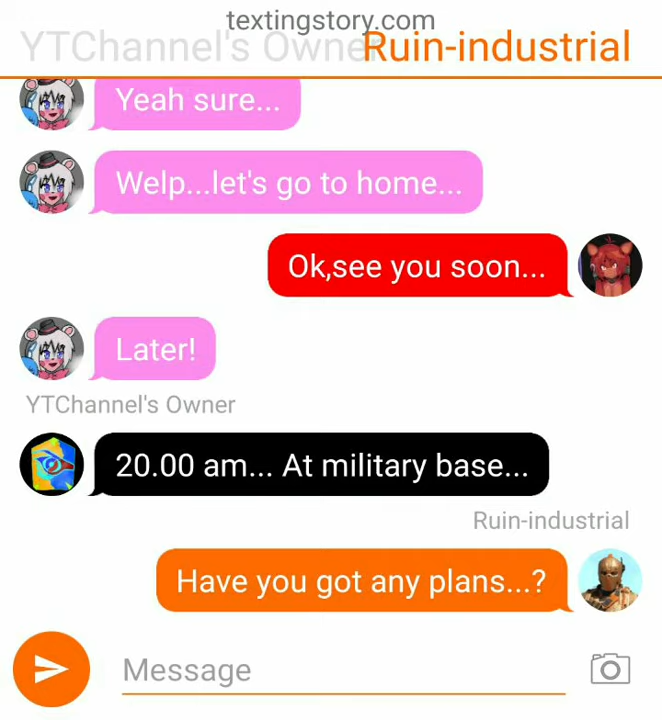 textingstory.com
YTChannel's Owne Ruin-industrial
Yeah sure...
Welp...let's go to home...
Ok,see you soon...
Later!
YTChannel's Owner
20.00 am... At military base...
Ruin-industrial
Have you got any plans...?
Message